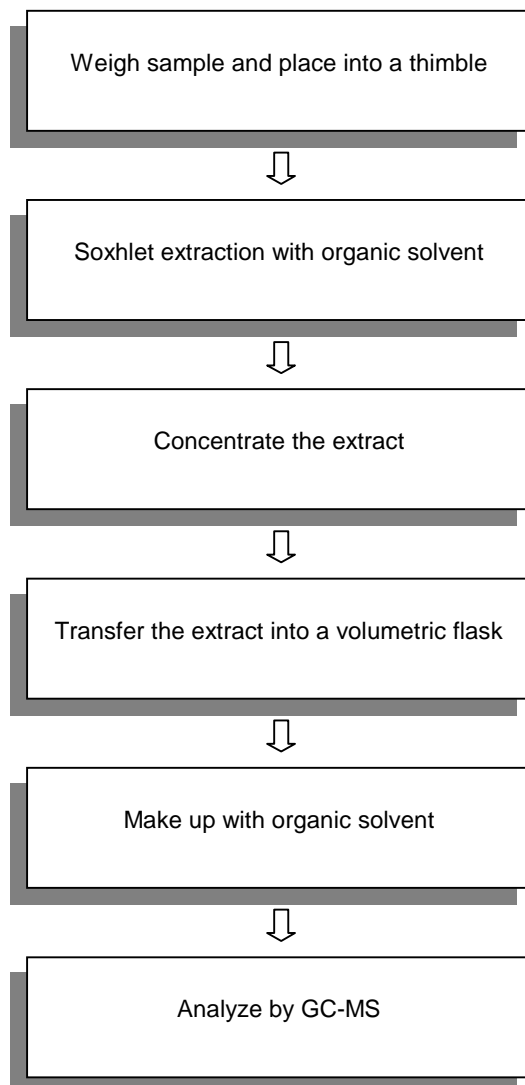 Weigh sample and place into a thimble
Soxhlet extraction with organic solvent
Concentrate the extract
Transfer the extract into a volumetric flask
Make up with organic solvent
Analyze by GC-MS